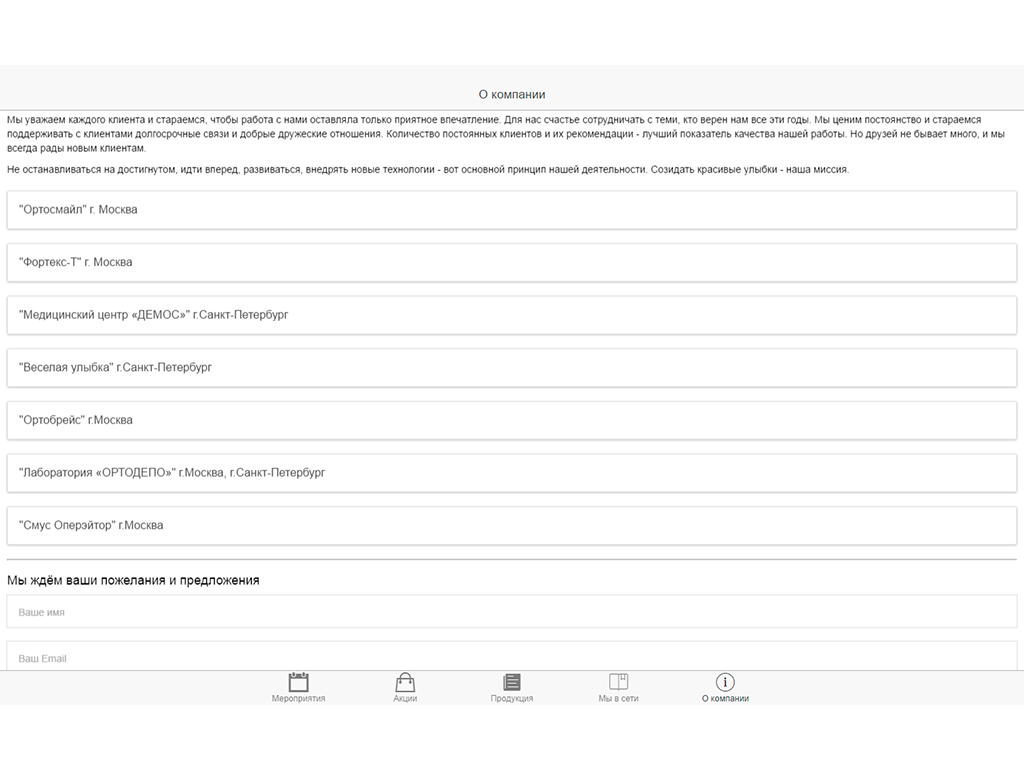 О компании
Мы уважаем каждого клиента и стараемся, чтобы работа с нами оставляла только приятное впечатление. Для нас счастье сотрудничать с теми, кто верен нам все эти годы. Мы ценим постоянство и стараемся
поддерживать с клиентами долгосрочные связи и добрые дружеские отношения. Количество постоянных клиентов и их рекомендации - лучший показатель качества нашей работы. Но друзей не бывает много, и мы
всегда рады новым клиентам.
Не останавливаться на достигнутом, идти вперед, развиваться, внедрять новые технологии - вот основной принцип нашей деятельности. Созидать красивые улыбки - наша миссия.
"Ортосмайл" г. Москва
"Фортекс-Т" г. Москва
"Медицинский центр «ДЕМОС»" г.Санкт-Петербург
"Веселая улыбка" г.Санкт-Петербург
"Ортобрейс" г.Москва
"Лаборатория «ОРТОДЕПО»" г.Москва, г.Санкт-Петербург
"Смус Оперэйтор" г.Москва
Мы ждём ваши пожелания и предложения
Ваше имя
Ваш Email
Мероприятия Акции Продукция Мы в сети О компании